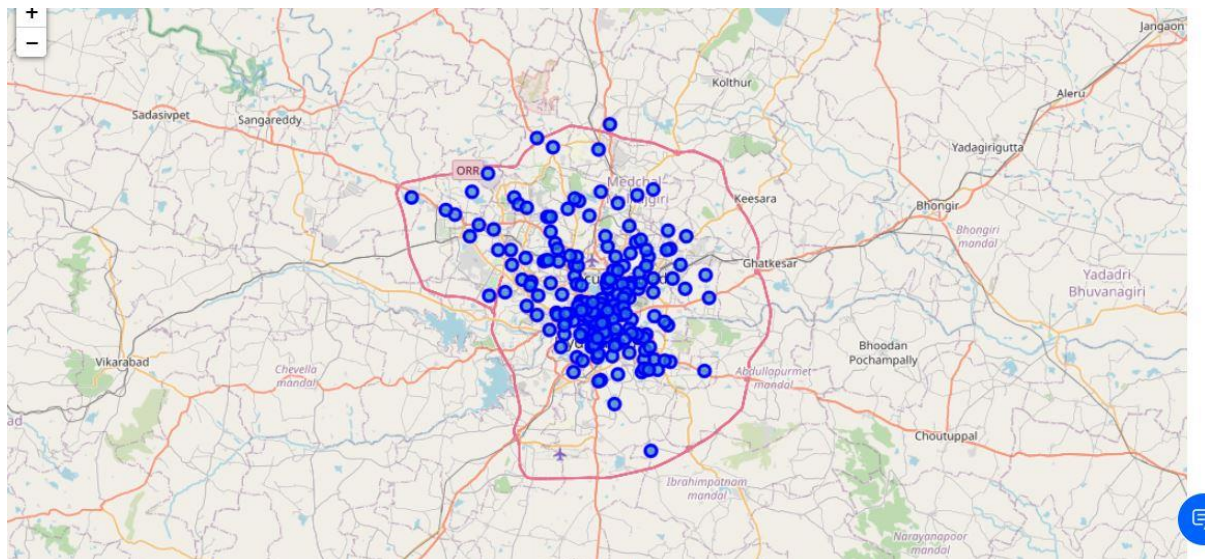 +
−
Jangaon
Kolthur
Aleru
Sadasivpet
Sangareddy
Yadagirigutta
ORR
Medchal
Keesara
Bhongir
Bhongiri
mandal
Ghatkesar
Yadadri
Bhuvanagiri
Bhoodan
Pochampally
Vikarabad
Chevella
mandal
Abdullapurmet
mandal
Choutuppal
Ibrahimpatnam
mandal
Narayanapoor
mandal